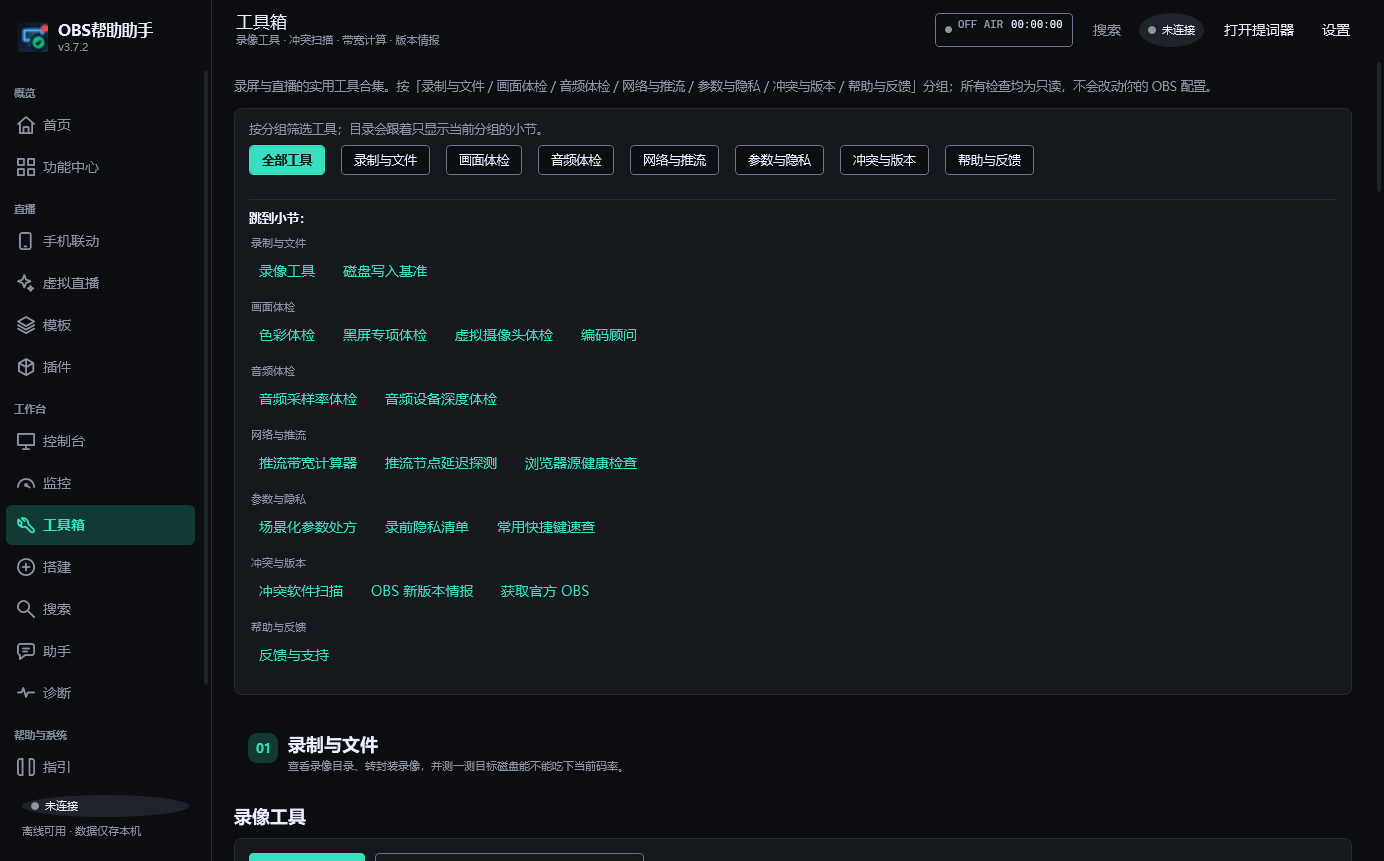 OBS帮助助手
v3.7.2
概览
首页
功能中心
直播
手机联动
虚拟直播
模板
插件
工作台
控制台
监控
工具箱
搭建
搜索
助手
诊断
帮助与系统
指引
未连接
离线可用 · 数据仅存本机
工具箱
录像工具 · 冲突扫描 · 带宽计算 · 版本情报
OFF AIR 00:00:00
搜索
未连接
打开提词器
设置
录屏与直播的实用工具合集。按「录制与文件 / 画面体检 / 音频体检 / 网络与推流 / 参数与隐私 / 冲突与版本 / 帮助与反馈」分组；所有检查均为只读，不会改动你的 OBS 配置。
按分组筛选工具；目录会跟着只显示当前分组的小节。
全部工具 录制与文件 画面体检 音频体检 网络与推流 参数与隐私 冲突与版本 帮助与反馈
跳到小节：
录制与文件
录像工具 磁盘写入基准
画面体检
色彩体检 黑屏专项体检 虚拟摄像头体检 编码顾问
音频体检
音频采样率体检 音频设备深度体检
网络与推流
推流带宽计算器 推流节点延迟探测 浏览器源健康检查
参数与隐私
场景化参数处方 录前隐私清单 常用快捷键速查
冲突与版本
冲突软件扫描 OBS 新版本情报 获取官方 OBS
帮助与反馈
反馈与支持
01 录制与文件
查看录像目录、转封装录像，并测一测目标磁盘能不能吃下当前码率。
录像工具